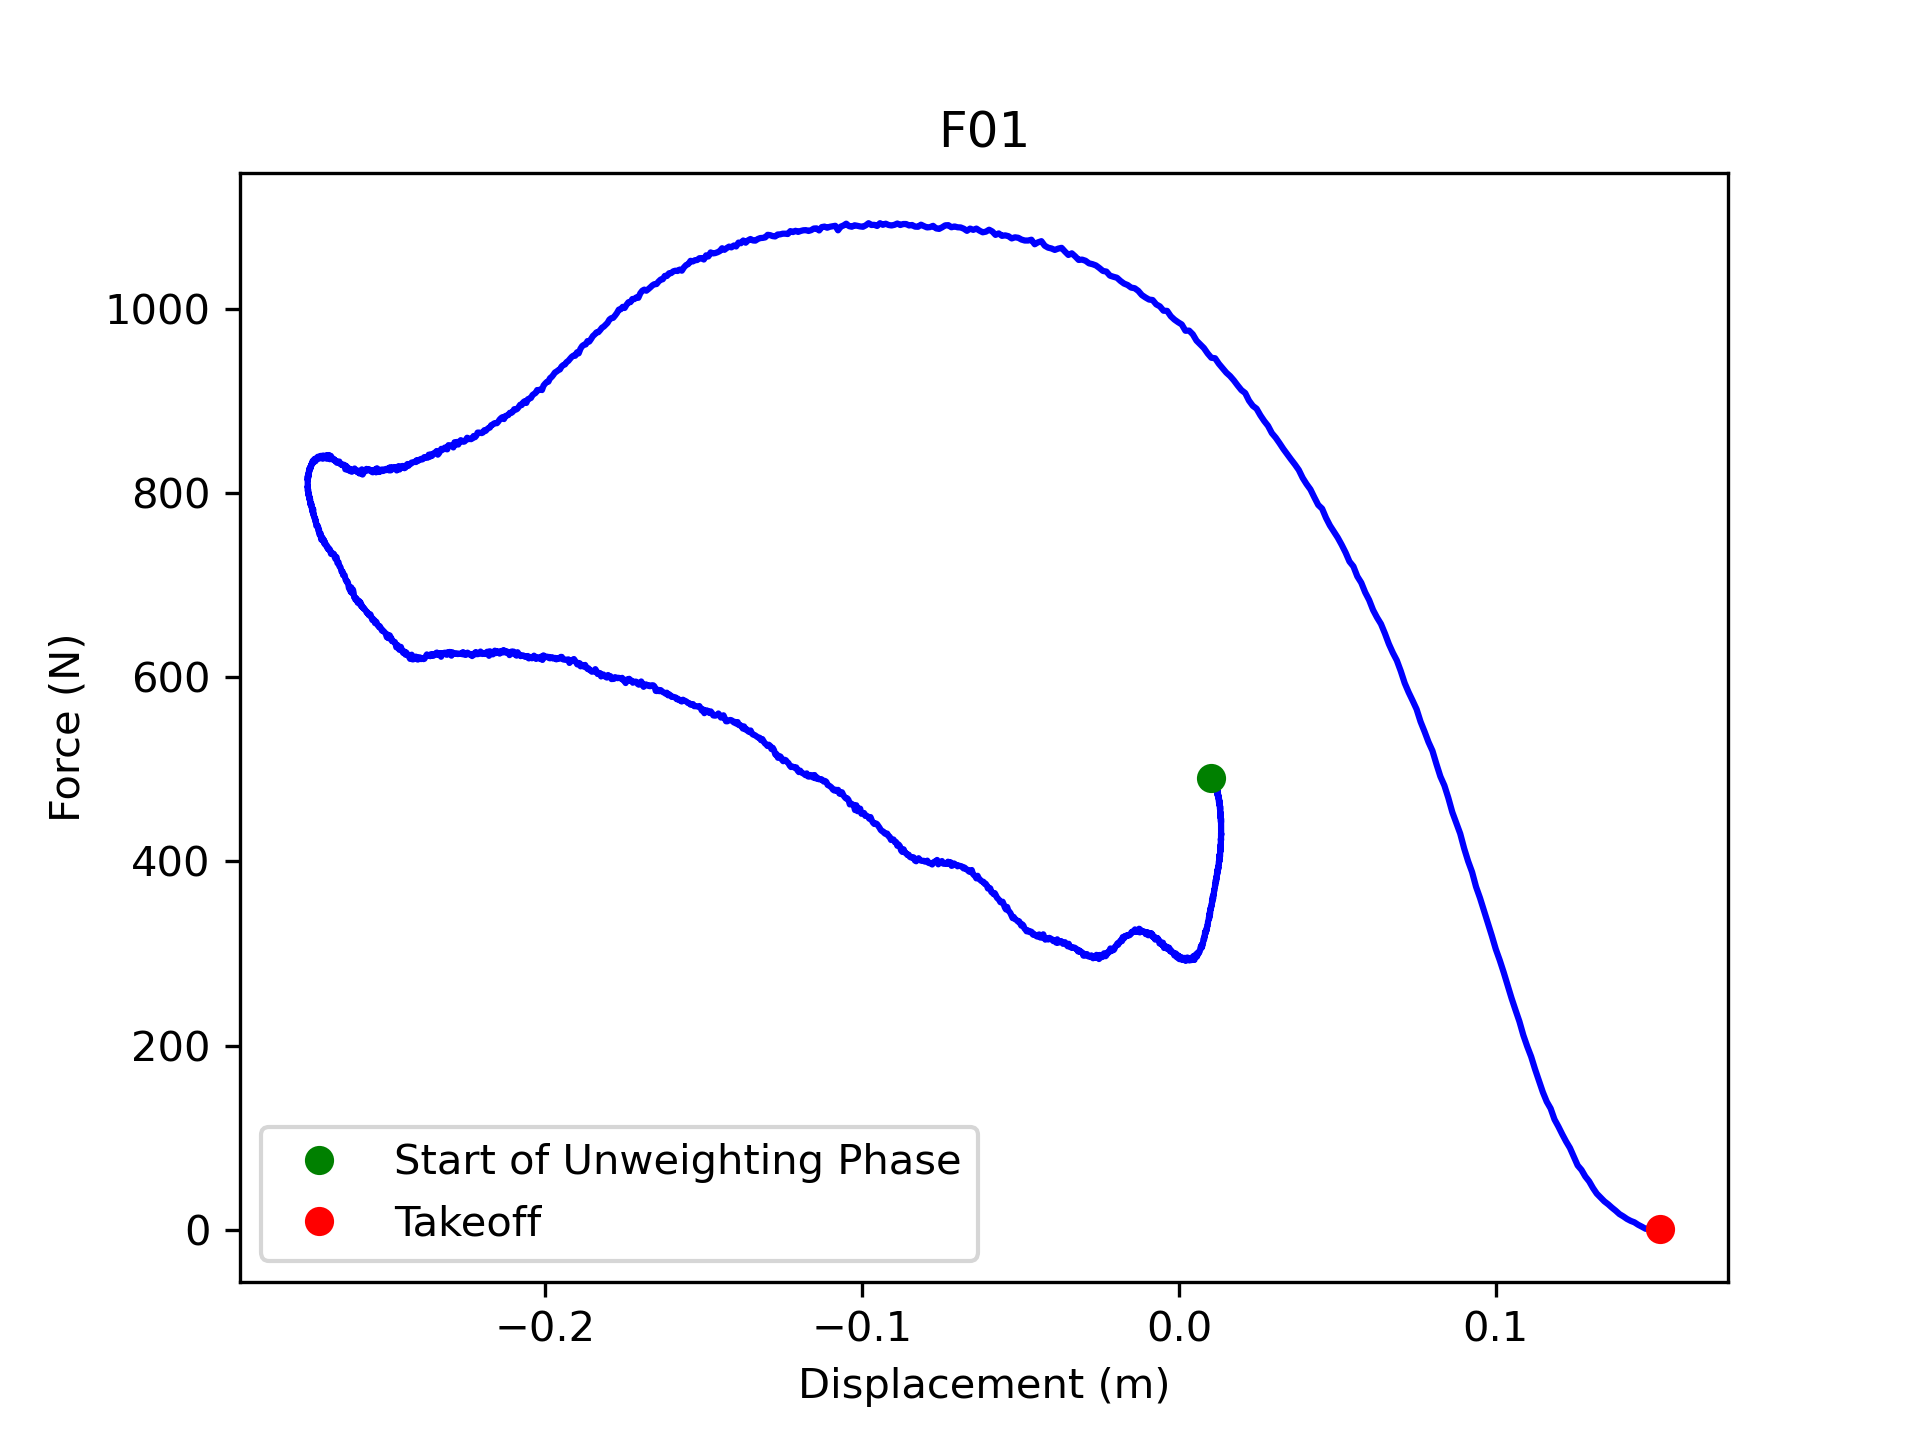 F01
Force (N)
1000
800
600
400
200
0
Start of Unweighting Phase
Takeoff
−0.2
−0.1
0.0
0.1
Displacement (m)